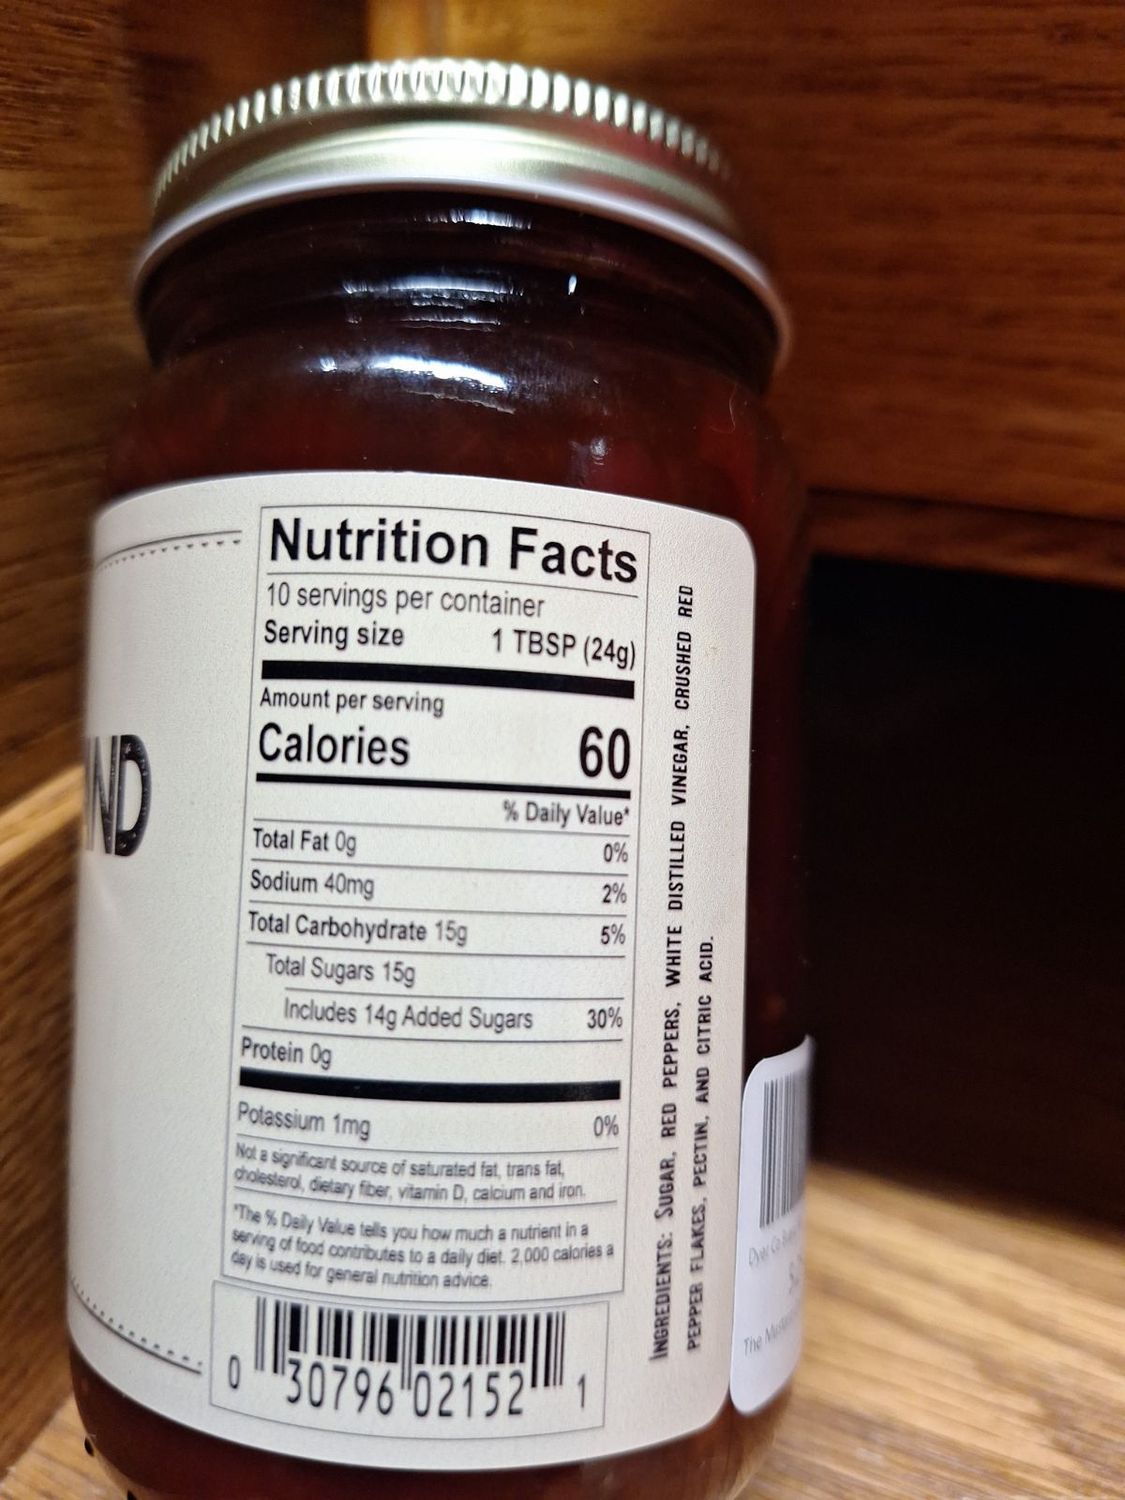 Nutrition Facts
10 servings per container
Serving size 1 TBSP (24g)
Amount per serving
Calories 60
% Daily Value*
Total Fat 0g 0%
Sodium 40mg 2%
Total Carbohydrate 15g 5%
Total Sugars 15g
Includes 14g Added Sugars 30%
Protein 0g
Potassium 1mg 0%
Not a significant source of saturated fat, trans fat,
cholesterol, dietary fiber, vitamin D, calcium and iron.
*The % Daily Value tells you how much a nutrient in a
serving of food contributes to a daily diet. 2,000 calories a
day is used for general nutrition advice.
0 30796 02152 1
INGREDIENTS: SUGAR, RED PEPPERS, WHITE DISTILLED VINEGAR, CRUSHED RED
PEPPER FLAKES, PECTIN, AND CITRIC ACID.
The